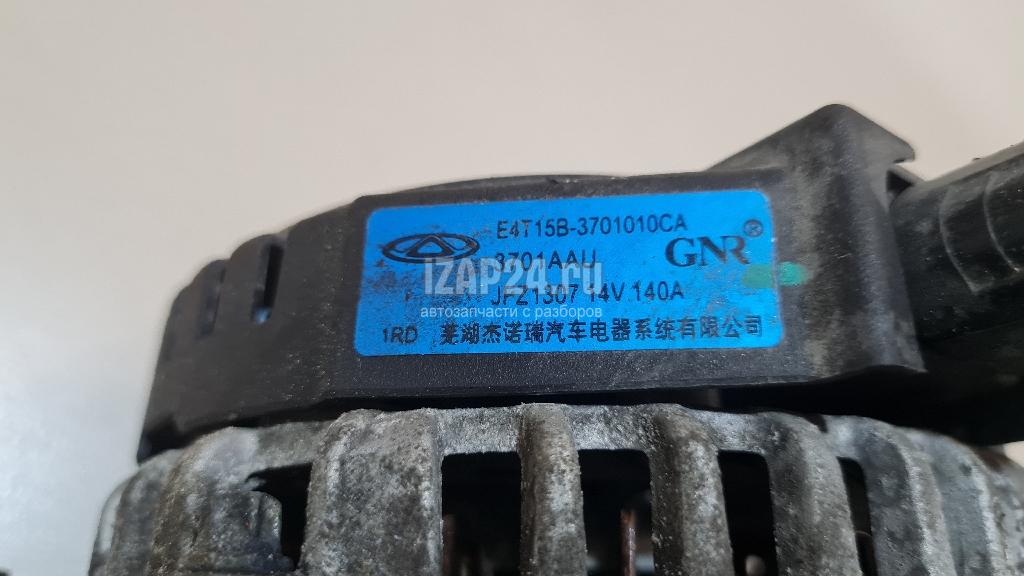 E4T15B-3701010CA
GNR®
3701AAU
IZAP24.ru
JFZ1307 14V 140A
автозапчасти с разборов
1RD 芜湖杰诺瑞汽车电器系统有限公司